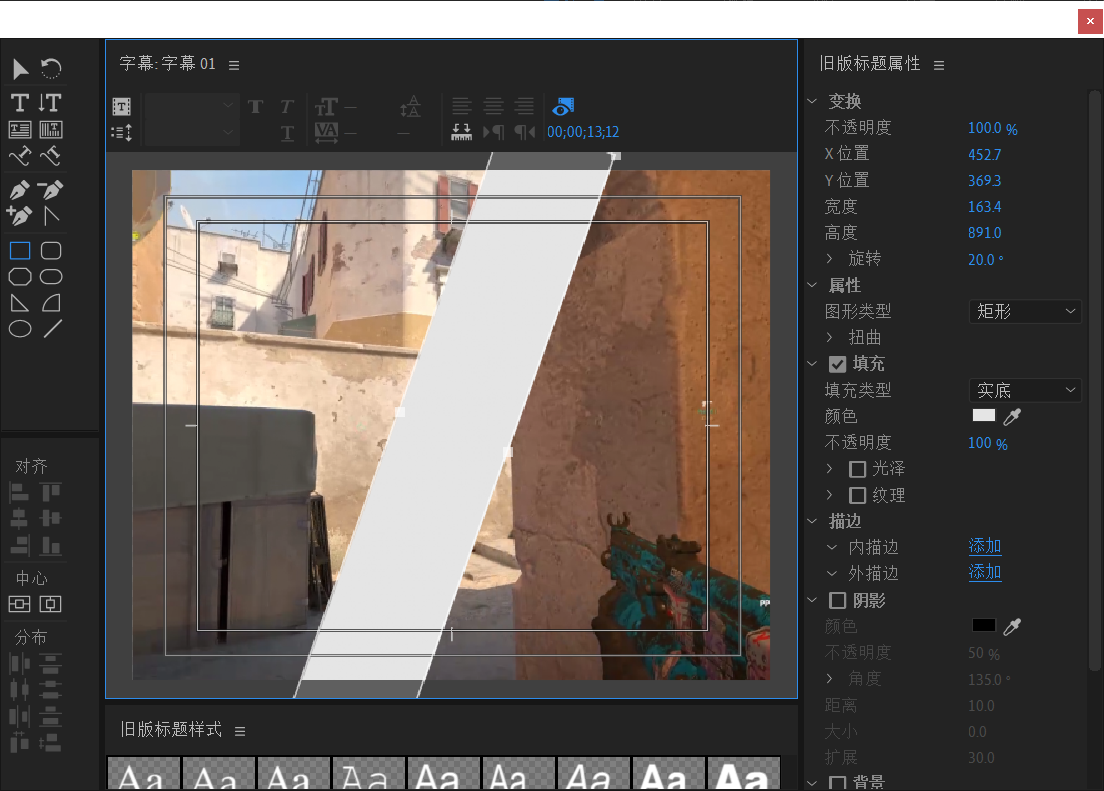 字幕: 字幕 01
00;00;13;12
对齐
中心
分布
旧版标题样式
Aa Aa Aa Aa Aa Aa Aa Aa Aa
旧版标题属性
变换
不透明度 100.0 %
X 位置 452.7
Y 位置 369.3
宽度 163.4
高度 891.0
旋转 20.0 °
属性
图形类型 矩形
扭曲
填充
填充类型 实底
颜色
不透明度 100 %
光泽
纹理
描边
内描边 添加
外描边 添加
阴影
颜色
不透明度 50 %
角度 135.0 °
距离 10.0
大小 0.0
扩展 30.0
背景